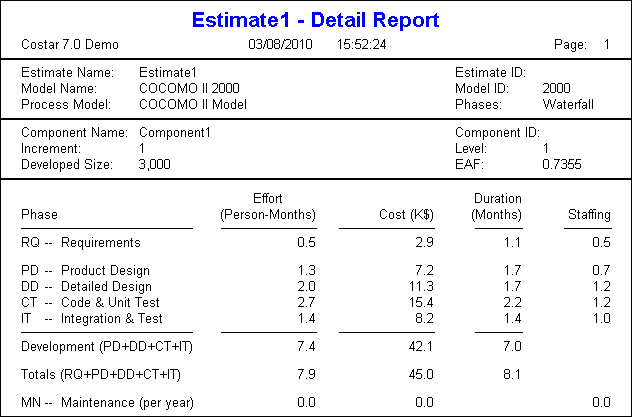 Estimate1 - Detail Report
Costar 7.0 Demo 03/08/2010 15:52:24 Page: 1
Estimate Name: Estimate1 Estimate ID:
Model Name: COCOMO II 2000 Model ID: 2000
Process Model: COCOMO II Model Phases: Waterfall
Component Name: Component1 Component ID:
Increment: 1 Level: 1
Developed Size: 3,000 EAF: 0.7355
Effort Duration
Phase (Person-Months) Cost (K$) (Months) Staffing
RQ -- Requirements 0.5 2.9 1.1 0.5
PD -- Product Design 1.3 7.2 1.7 0.7
DD -- Detailed Design 2.0 11.3 1.7 1.2
CT -- Code & Unit Test 2.7 15.4 2.2 1.2
IT -- Integration & Test 1.4 8.2 1.4 1.0
Development (PD+DD+CT+IT) 7.4 42.1 7.0
Totals (RQ+PD+DD+CT+IT) 7.9 45.0 8.1
MN -- Maintenance (per year) 0.0 0.0 0.0